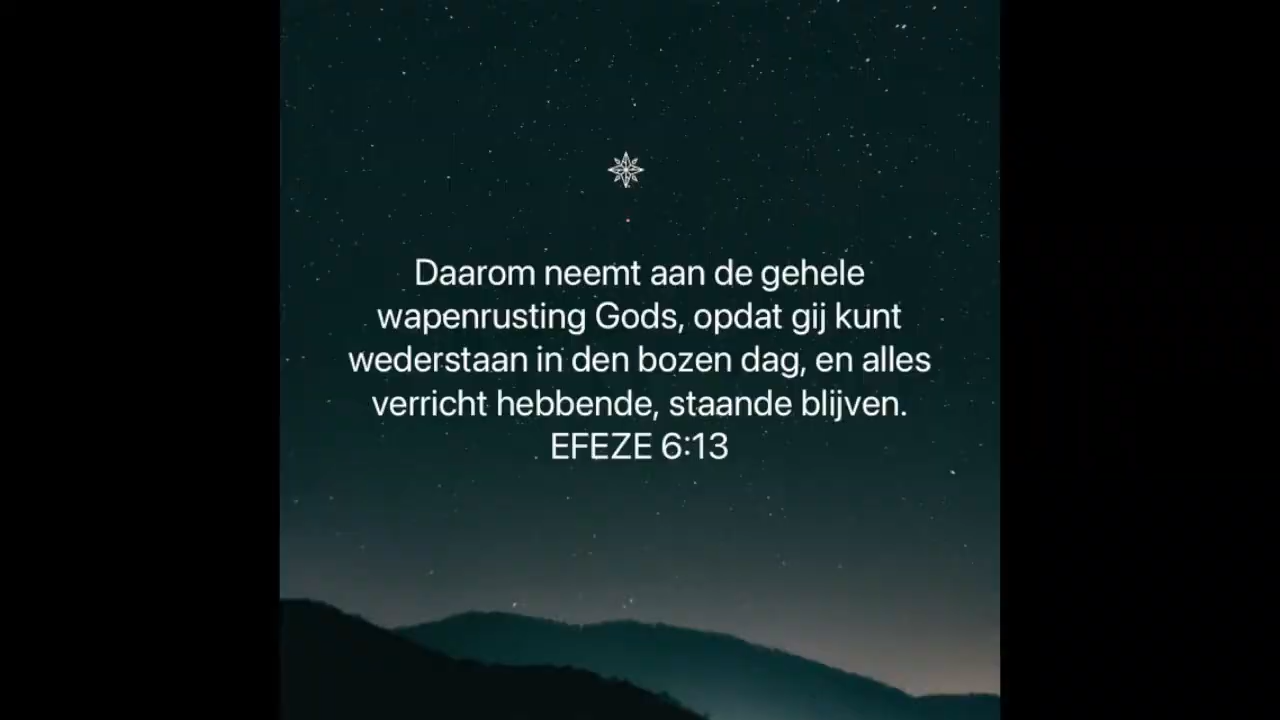 Daarom neemt aan de gehele
wapenrusting Gods, opdat gij kunt
wederstaan in den bozen dag, en alles
verricht hebbende, staande blijven.
EFEZE 6:13